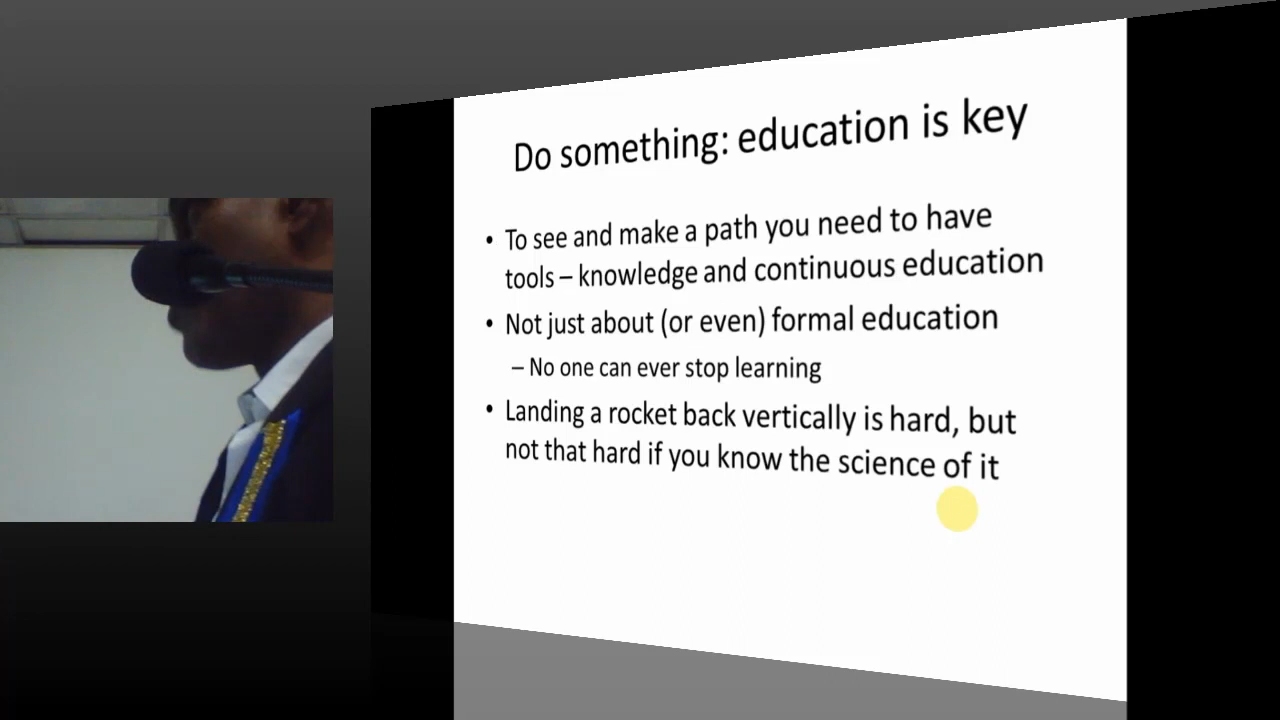 Do something: education is key
• To see and make a path you need to have
tools – knowledge and continuous education
• Not just about (or even) formal education
– No one can ever stop learning
• Landing a rocket back vertically is hard, but
not that hard if you know the science of it